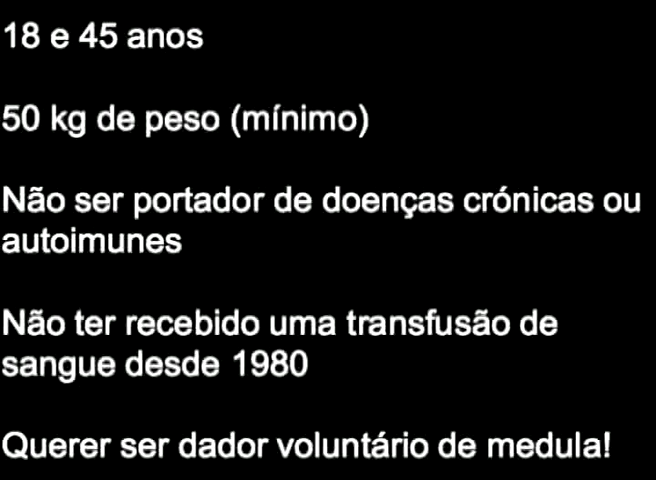 18 e 45 anos
50 kg de peso (mínimo)
Não ser portador de doenças crónicas ou
autoimunes
Não ter recebido uma transfusão de
sangue desde 1980
Querer ser dador voluntário de medula!